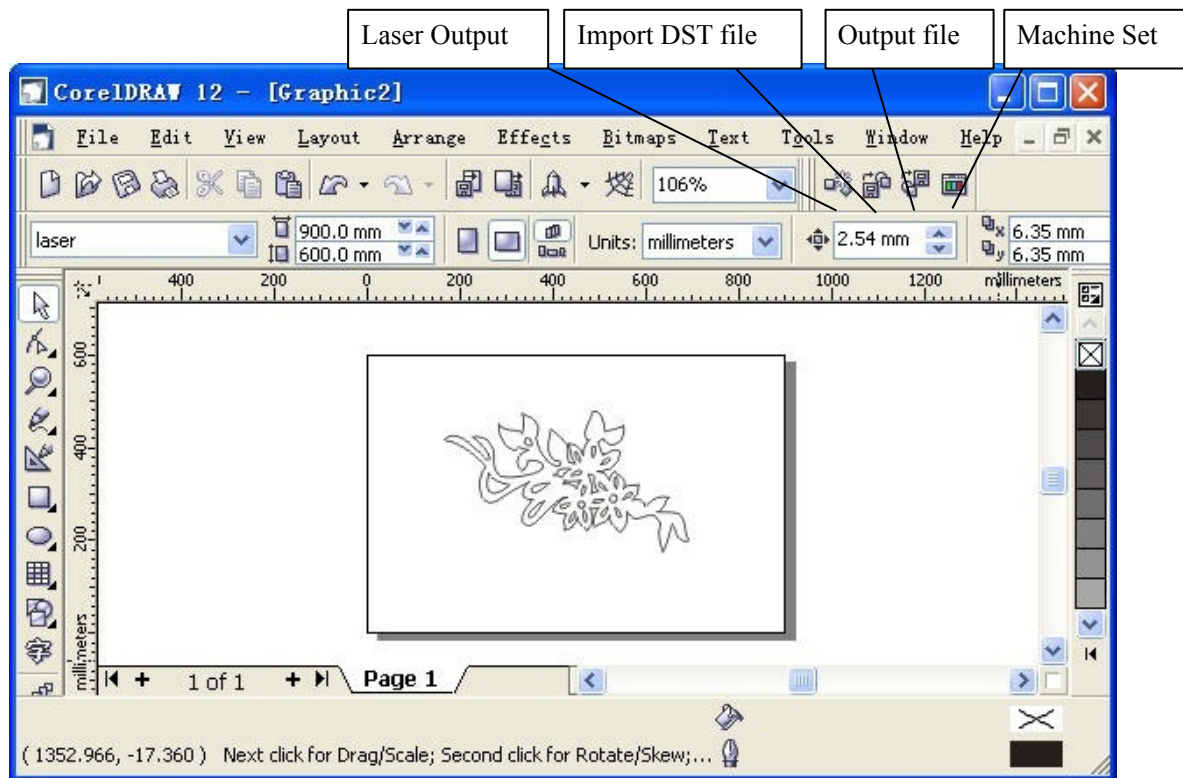 Laser Output Import DST file Output file Machine Set
CorelDRAW 12 - [Graphic2]
File Edit View Layout Arrange Effects Bitmaps Text Tools Window Help
106%
laser 900.0 mm Units: millimeters 2.54 mm x 6.35 mm
600.0 mm y 6.35 mm
400 200 0 200 400 600 800 1000 1200 millimeters
600
400
200
millimeters
字
1 of 1 Page 1
( 1352.966, -17.360 ) Next click for Drag/Scale; Second click for Rotate/Skew;...